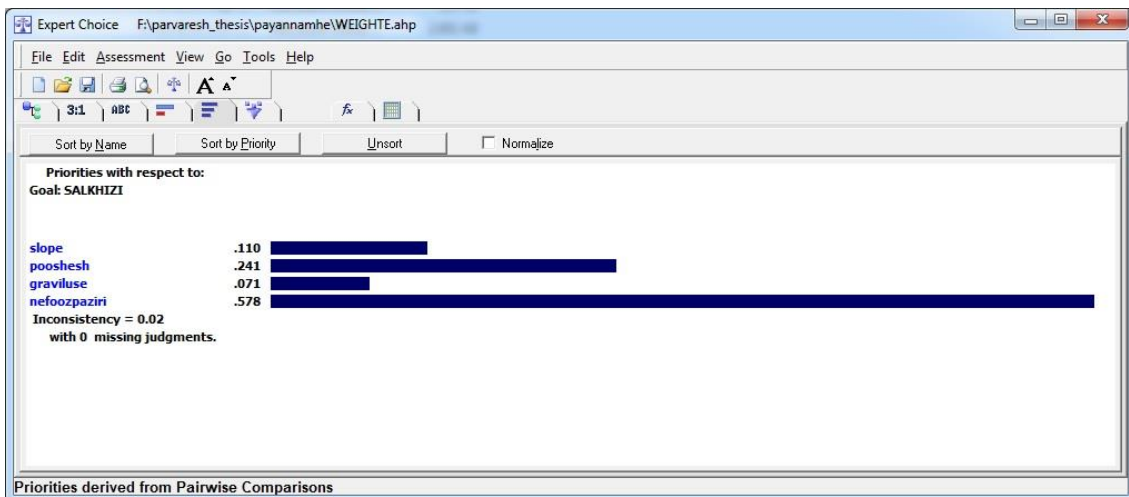 Expert Choice F:\parvaresh_thesis\payannamhe\WEIGHTE.ahp
File Edit Assessment View Go Tools Help
A A
3:1 ABC fx
Sort by Name Sort by Priority Unsort Normalize
Priorities with respect to:
Goal: SALKHIZI
slope .110
pooshesh .241
graviluse .071
nefoozpaziri .578
Inconsistency = 0.02
with 0 missing judgments.
Priorities derived from Pairwise Comparisons